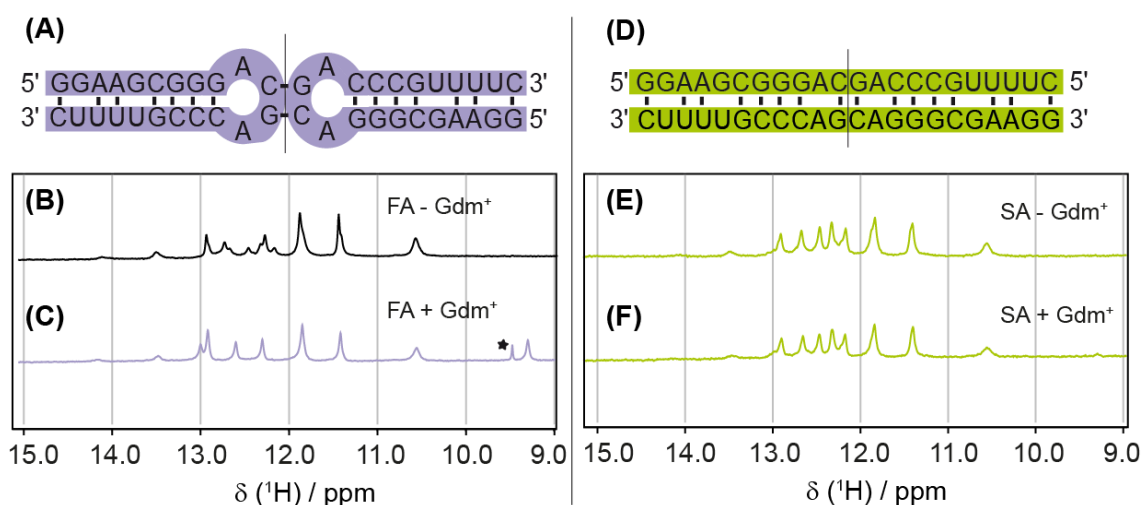 (A)
5' GGAAGCGGG A C-G A CCCGUUUUC 3'
3' CUUUUGCCC A G-C A GGGCGAAGG 5'
(B)
FA - Gdm⁺
(C)
FA + Gdm⁺
15.0 14.0 13.0 12.0 11.0 10.0 9.0
δ (¹H) / ppm
(D)
5' GGAAGCGGGACGACCCGUUUUC 5'
3' CUUUUGCCCAGCAGGGCGAAGG 3'
(E)
SA - Gdm⁺
(F)
SA + Gdm⁺
15.0 14.0 13.0 12.0 11.0 10.0 9.0
δ (¹H) / ppm